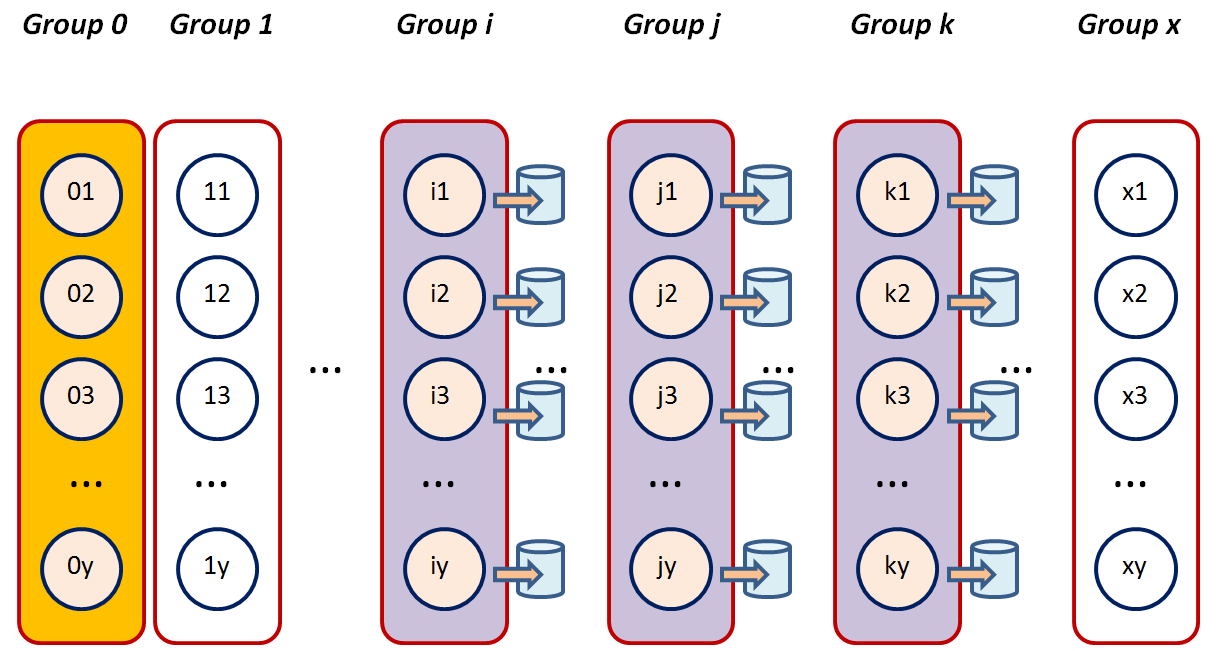 Group 0 Group 1 Group i Group j Group k Group x
01 11 i1 j1 k1 x1
02 12 i2 j2 k2 x2
... ... ... ...
03 13 i3 j3 k3 x3
... ... ... ... ... ...
0y 1y iy jy ky xy